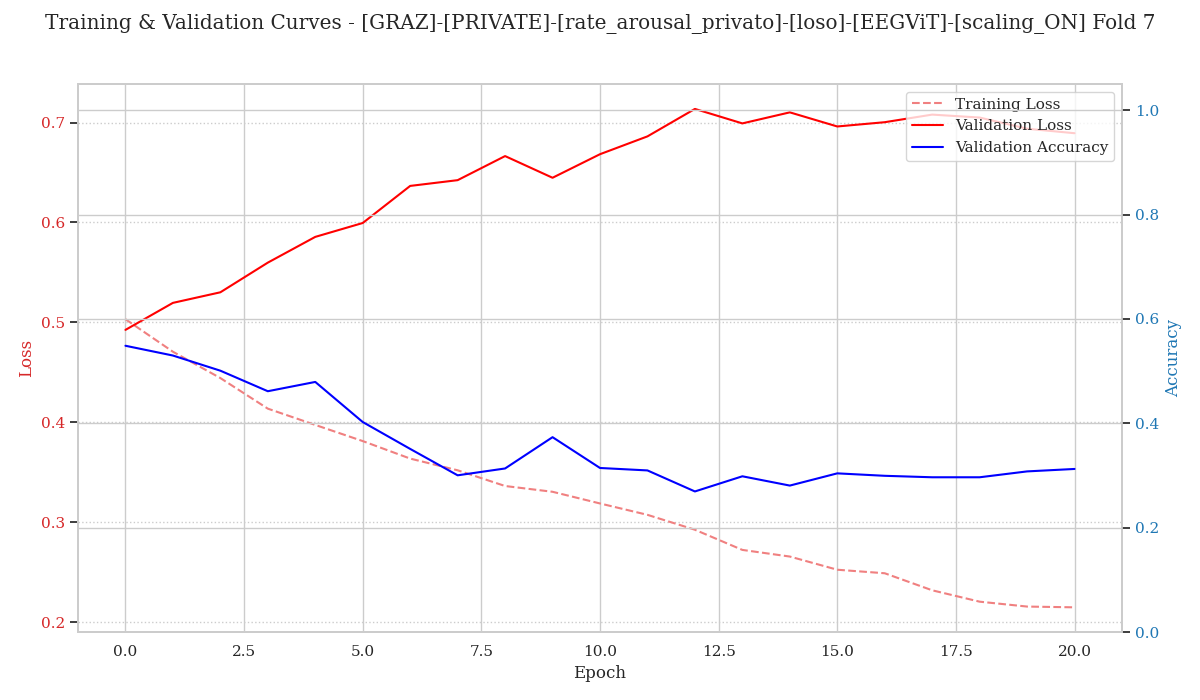 Training & Validation Curves - [GRAZ]-[PRIVATE]-[rate_arousal_privato]-[loso]-[EEGViT]-[scaling_ON] Fold 7
Training Loss
Validation Loss
Validation Accuracy
0.7
0.6
0.5
0.4
0.3
0.2
Loss
1.0
0.8
0.6
0.4
0.2
0.0
Accuracy
0.0 2.5 5.0 7.5 10.0 12.5 15.0 17.5 20.0
Epoch